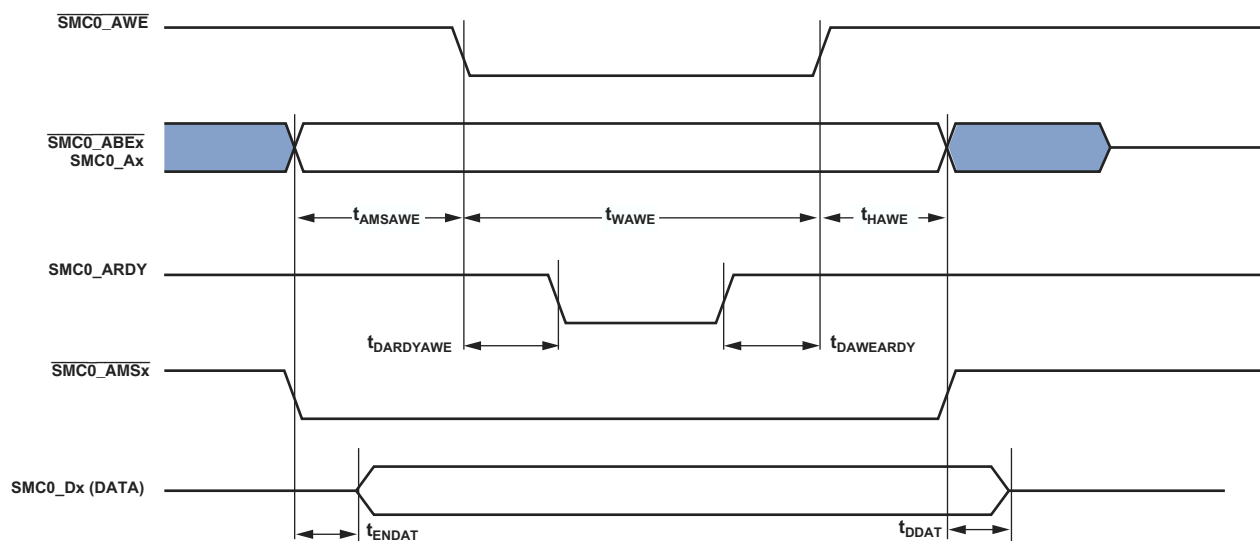 SMC0_AWE
SMC0_ABEx
SMC0_Ax
tAMSAWE
tWAWE
tHAWE
SMC0_ARDY
tDARDYAWE
tDAWEARDY
SMC0_AMSx
SMC0_Dx (DATA)
tENDAT
tDDAT